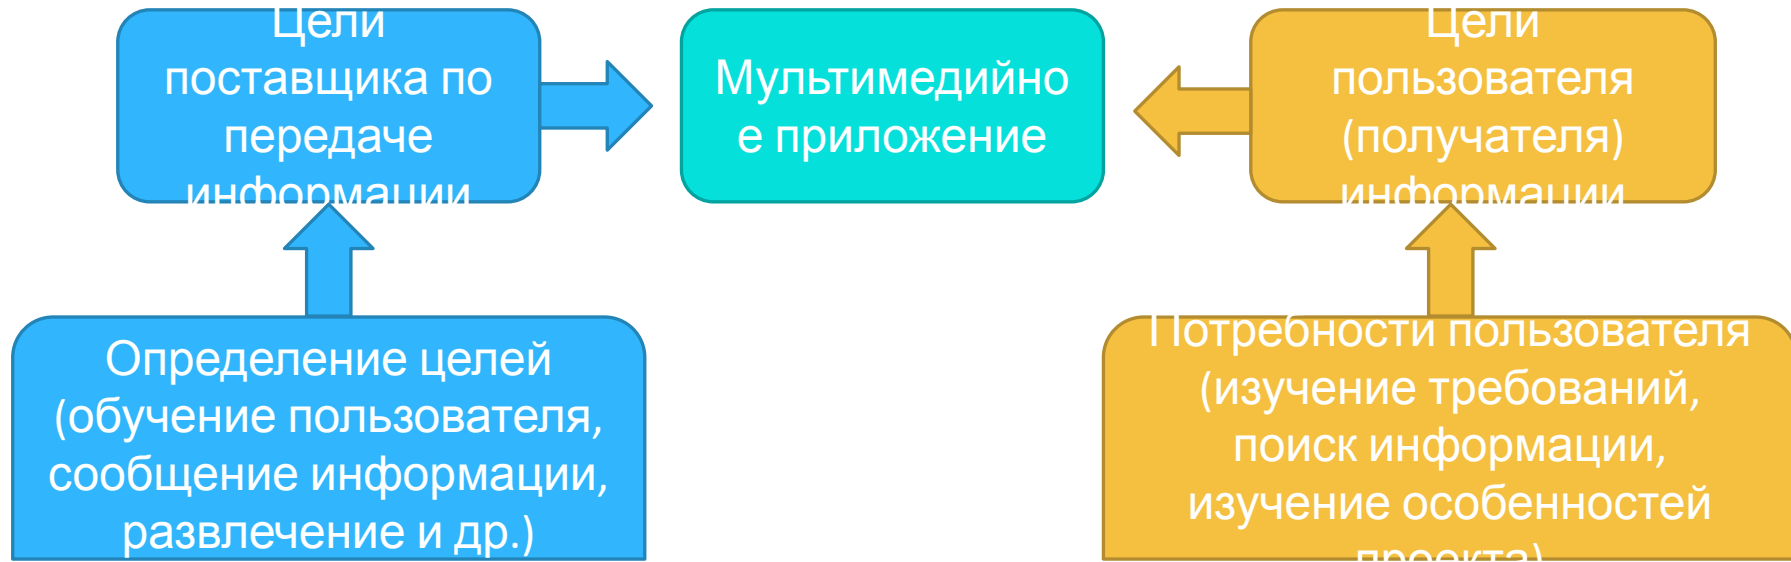 Цели
поставщика по
передаче
информации
Мультимедийно
е приложение
Цели
пользователя
(получателя)
информации
Определение целей
(обучение пользователя,
сообщение информации,
развлечение и др.)
Потребности пользователя
(изучение требований,
поиск информации,
изучение особенностей
проекта)